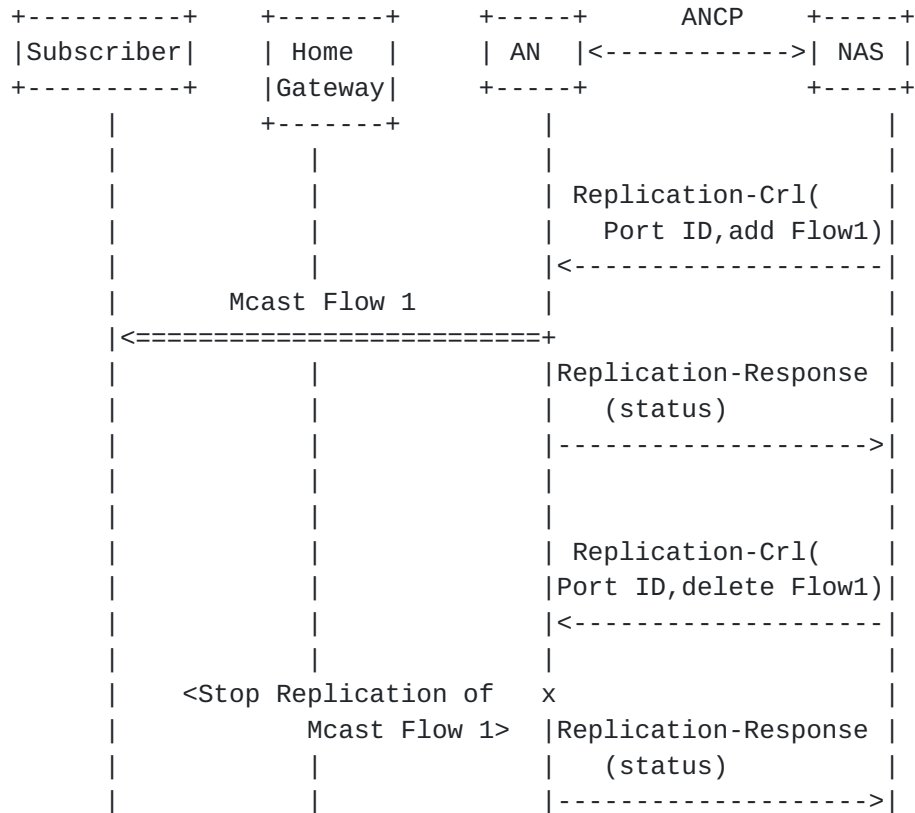 +----------+    +-------+     +-----+      ANCP     +-----+
|Subscriber|    | Home  |     | AN  |<------------>| NAS |
+----------+    |Gateway|     +-----+              +-----+
      |         +-------+         |                     |
      |            |              |                     |
      |            |              | Replication-Crl(    |
      |            |              |   Port ID,add Flow1)|
      |            |              |<--------------------|
      |       Mcast Flow 1        |                     |
      |<==========================+                     |
      |            |              |Replication-Response |
      |            |              |   (status)          |
      |            |              |-------------------->|
      |            |              |                     |
      |            |              |                     |
      |            |              | Replication-Crl(    |
      |            |              |Port ID,delete Flow1)|
      |            |              |<--------------------|
      |            |              |                     |
      |    <Stop Replication of   x                     |
      |            Mcast Flow 1>  |Replication-Response |
      |            |              |   (status)          |
      |            |              |-------------------->|